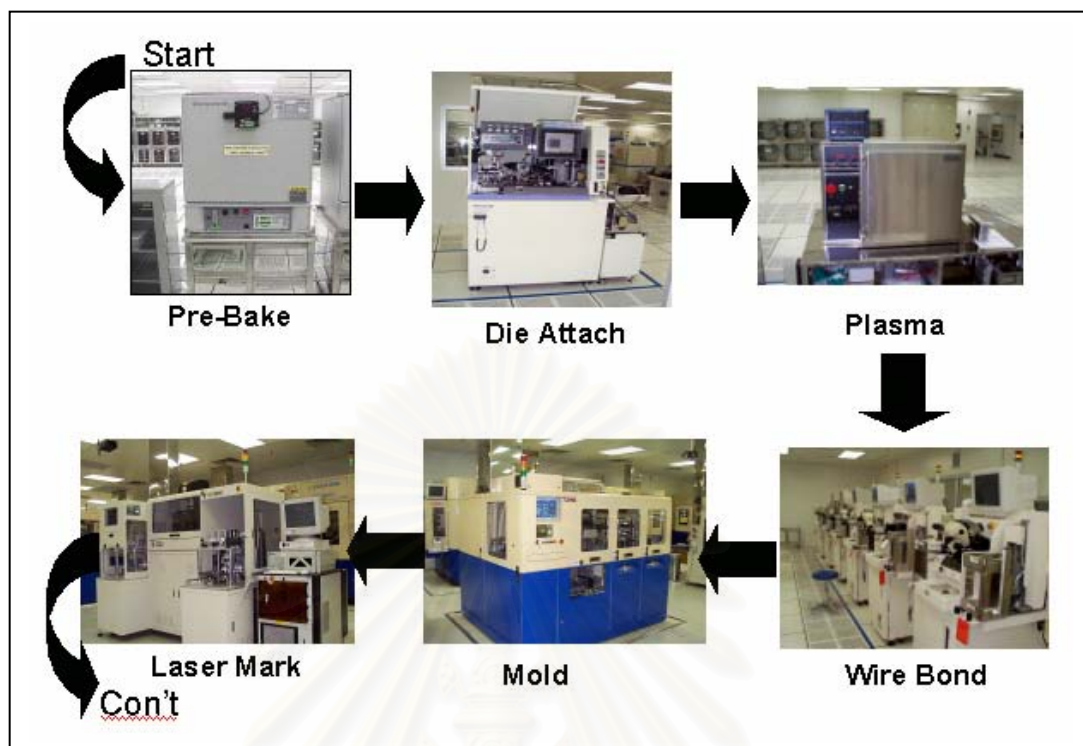 Start
Pre-Bake
Die Attach
Plasma
Wire Bond
Mold
Laser Mark
Con't